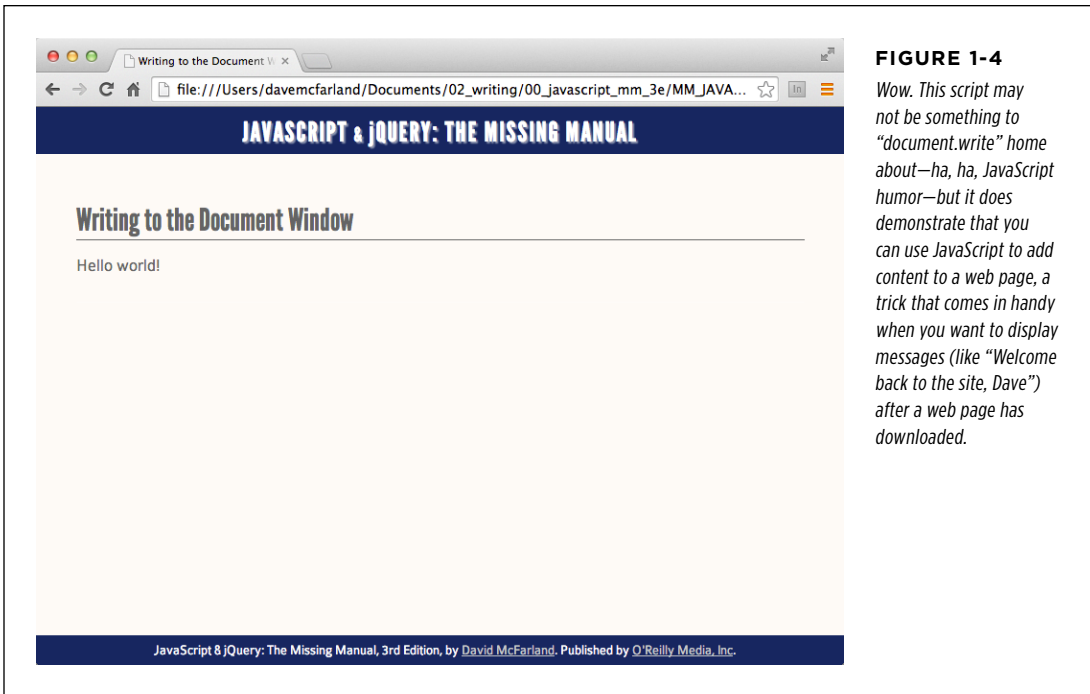 Writing to the Document W
file:///Users/davemcfarland/Documents/02_writing/00_javascript_mm_3e/MM_JAVA...
In
JAVASCRIPT & jQUERY: THE MISSING MANUAL
Writing to the Document Window
Hello world!
JavaScript & jQuery: The Missing Manual, 3rd Edition, by David McFarland. Published by O'Reilly Media, Inc.
FIGURE 1-4
Wow. This script may
not be something to
“document.write” home
about—ha, ha, JavaScript
humor—but it does
demonstrate that you
can use JavaScript to add
content to a web page, a
trick that comes in handy
when you want to display
messages (like “Welcome
back to the site, Dave”)
after a web page has
downloaded.